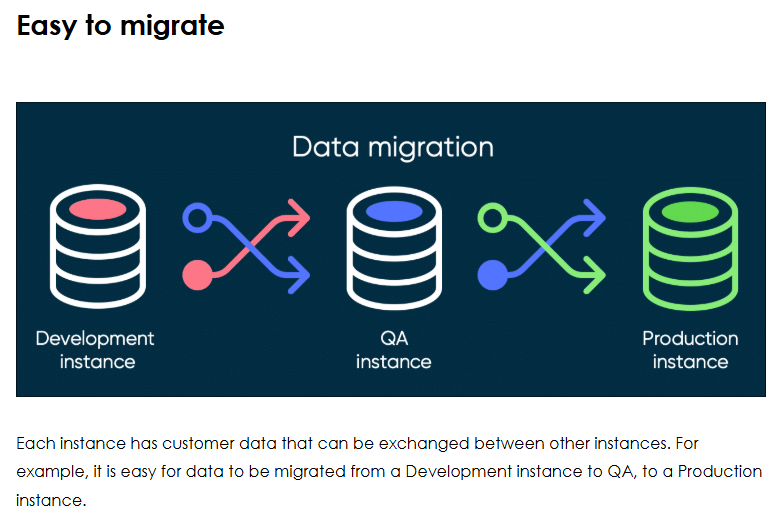 Easy to migrate
Data migration
Development
instance
QA
instance
Production
instance
Each instance has customer data that can be exchanged between other instances. For
example, it is easy for data to be migrated from a Development instance to QA, to a Production
instance.